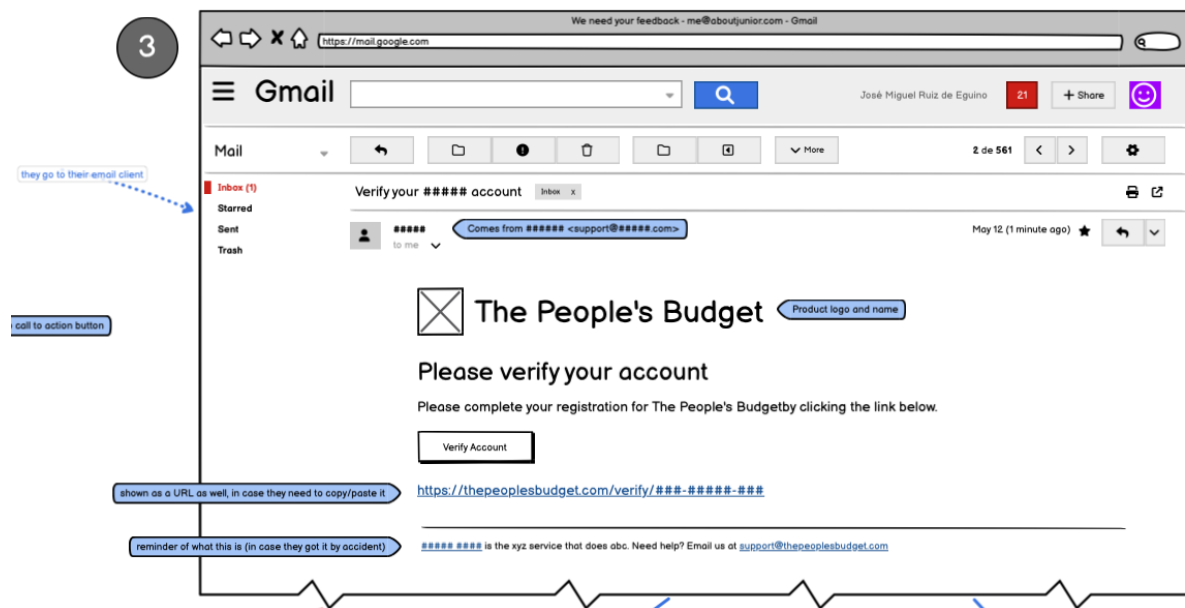 We need your feedback - me@aboutjunior.com - Gmail
3
https://mail.google.com
Gmail
José Miguel Ruiz de Eguino
21
+ Share
Mail
More
2 de 561
they go to their email client
Inbox (1)
Starred
Sent
Trash
Verify your ##### account
Inbox x
#####
to me
Comes from ###### <support@#####.com>
May 12 (1 minute ago)
The People's Budget
Product logo and name
call to action button
Please verify your account
Please complete your registration for The People's Budgetby clicking the link below.
Verify Account
shown as a URL as well, in case they need to copy/paste it
https://thepeoplesbudget.com/verify/###-#####-###
reminder of what this is (in case they got it by accident)
##### #### is the xyz service that does abc. Need help? Email us at support@thepeoplesbudget.com